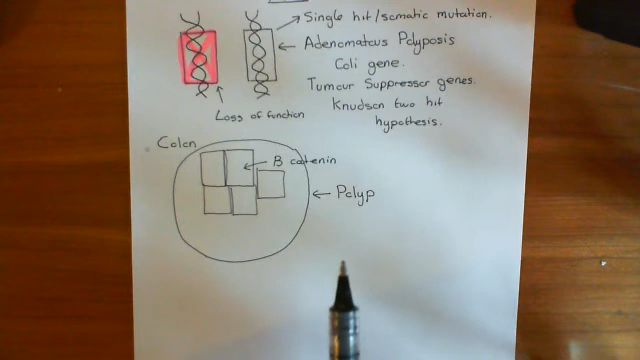 Single hit/somatic mutation.
Adenomatous Polyposis
Coli gene.
Tumour Suppressor genes.
Knudson two hit
hypothesis.
Loss of function
Colon
B catenin
Polyp